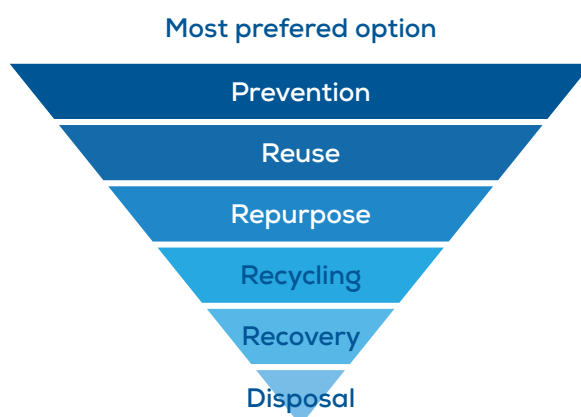 Most prefered option
Prevention
Reuse
Repurpose
Recycling
Recovery
Disposal